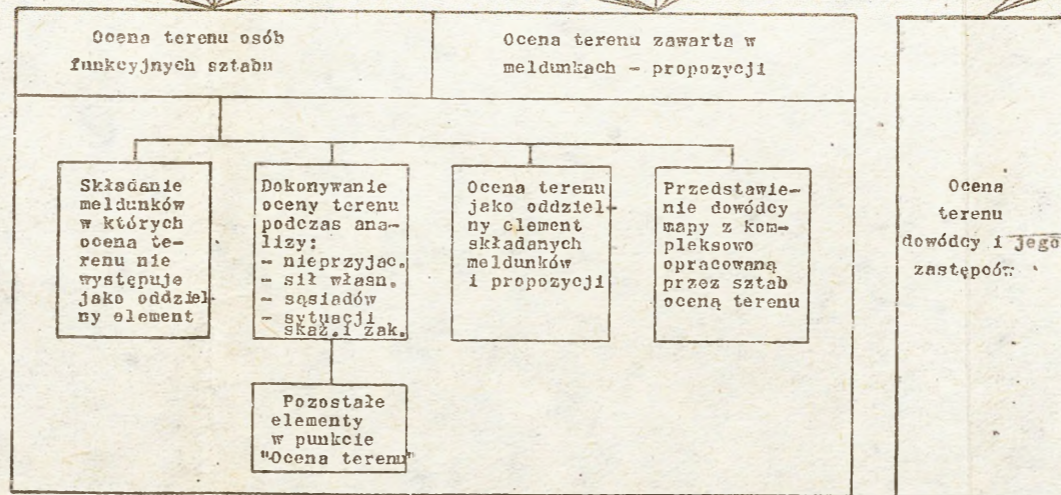 Ocena terenu osób
funkcyjnych sztabu
Ocena terenu zawarta w
meldunkach - propozycji
Składanie
meldunków
w których
ocena te-
renu nie
występuje
jako oddziel-
ny element
Dokonywanie
oceny terenu
podczas ana-
lizy:
- nieprzyjac.
- sił własn.
- sąsiadów
- sytuacji
skaż. i zak.
Ocena terenu
jako oddziel-
ny element
składanych
meldunków
i propozycji
Przedstawie-
nie dowódcy
mapy z kom-
pleksowo
opracowaną
przez sztab
oceną terenu
Pozostałe
elementy
w punkcie
"Ocena terenu"
Ocena
terenu
dowódcy i jego
zastępców